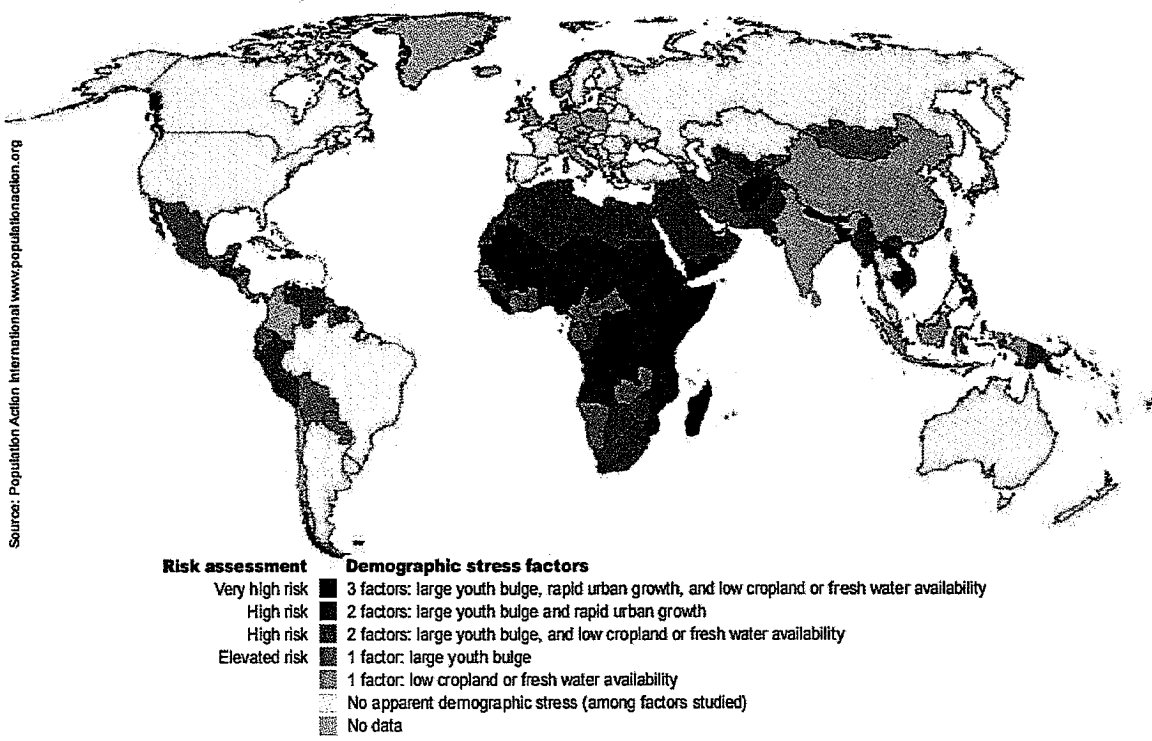 Source: Population Action International www.populationaction.org
Risk assessment Demographic stress factors
Very high risk 3 factors: large youth bulge, rapid urban growth, and low cropland or fresh water availability
High risk 2 factors: large youth bulge and rapid urban growth
High risk 2 factors: large youth bulge, and low cropland or fresh water availability
Elevated risk 1 factor: large youth bulge
1 factor: low cropland or fresh water availability
No apparent demographic stress (among factors studied)
No data